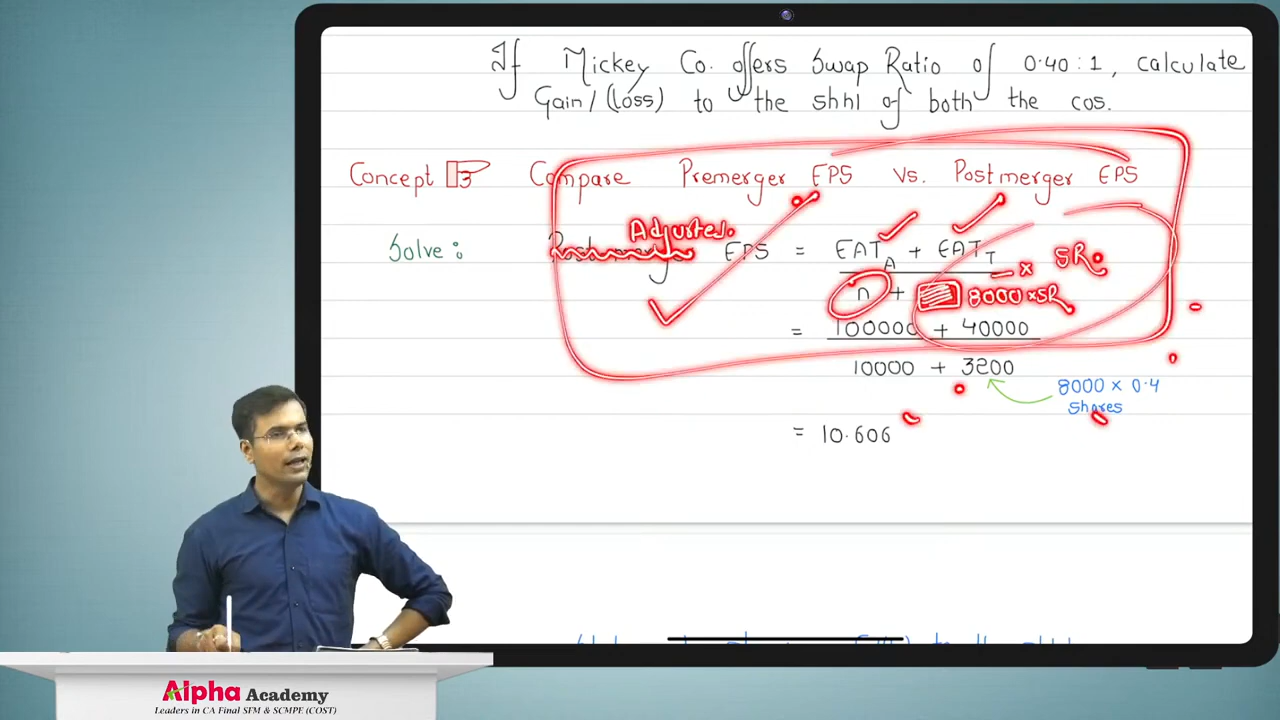 If Mickey Co. offers Swap Ratio of 0.40 : 1, calculate
Gain / (loss) to the shhl of both the cos.
Concept Compare Premerger EPS vs. Postmerger EPS
Adjusted.
Solve : EPS = EAT_A + EAT_T
× SR
n + 8000 × SR
= 100000 + 40000
10000 + 3200
8000 × 0.4
shares
= 10.606
Alpha Academy
Leaders in CA Final SFM & SCMPE (COST)